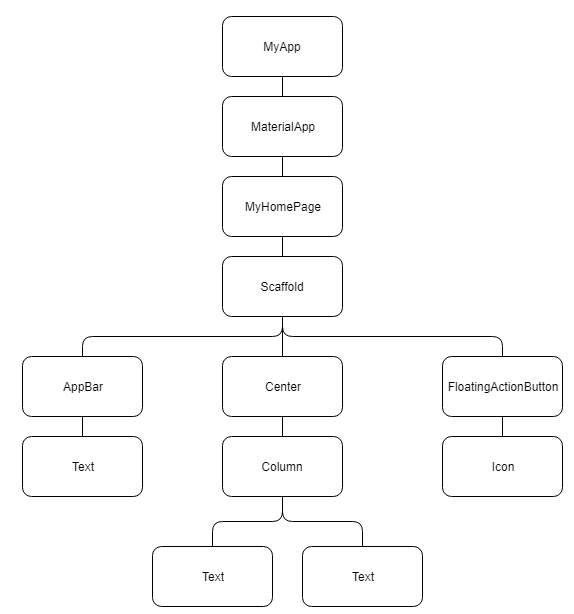 MyApp
MaterialApp
MyHomePage
Scaffold
AppBar
Center
FloatingActionButton
Text
Column
Icon
Text
Text